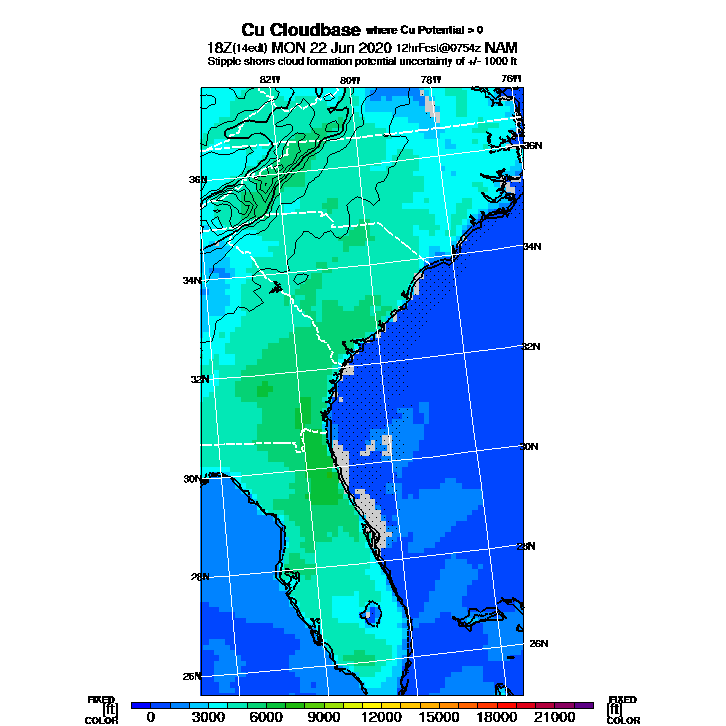 Cu Cloudbase where Cu Potential > 0
18Z(14edt) MON 22 Jun 2020 12hrFcst@0754z NAM
Stipple shows cloud formation potential uncertainty of +/- 1000 ft
82W 80W 78W 76W
36N
36N
34N
34N
32N
32N
30N
30N
28N
28N
26N
26N
FIXED FIXED
[ft] [ft]
COLOR 0 3000 6000 9000 12000 15000 18000 21000 COLOR